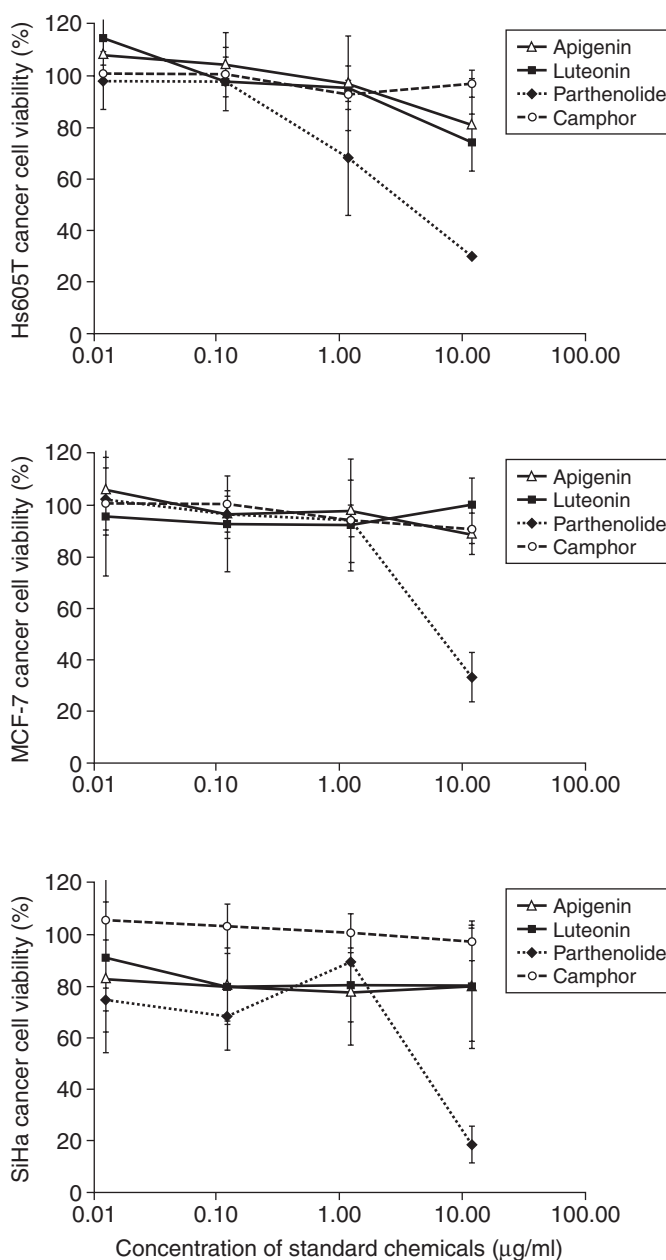 Hs605T cancer cell viability (%)
120
100
80
60
40
20
0
0.01 0.10 1.00 10.00 100.00
Apigenin
Luteonin
Parthenolide
Camphor
MCF-7 cancer cell viability (%)
120
100
80
60
40
20
0
0.01 0.10 1.00 10.00 100.00
Apigenin
Luteonin
Parthenolide
Camphor
SiHa cancer cell viability (%)
120
100
80
60
40
20
0
0.01 0.10 1.00 10.00 100.00
Apigenin
Luteonin
Parthenolide
Camphor
Concentration of standard chemicals (μg/ml)